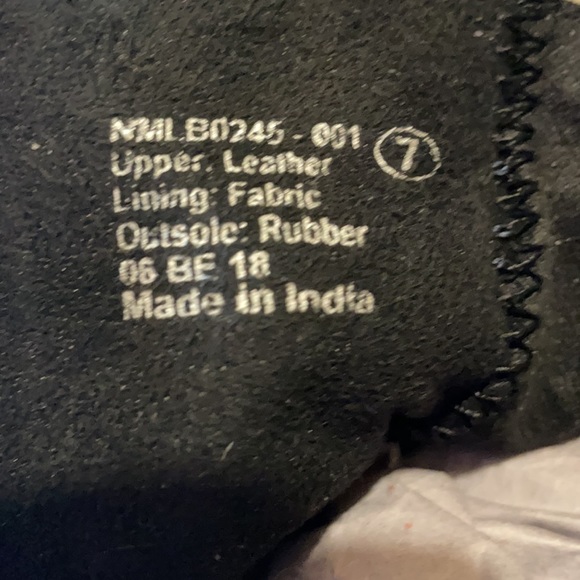 NMLB0245 - 001 7
Upper: Leather
Lining: Fabric
Outsole: Rubber
06 BE 18
Made in India